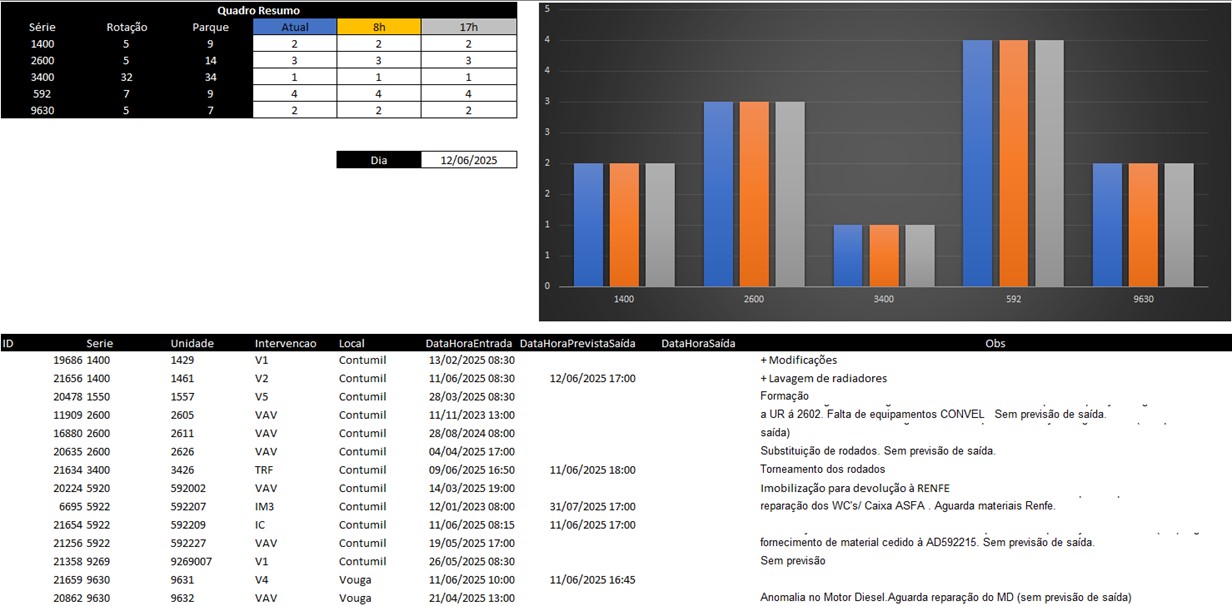 Quadro Resumo
Série Rotação Parque Atual 8h 17h
1400 5 9 2 2 2
2600 5 14 3 3 3
3400 32 34 1 1 1
592 7 9 4 4 4
9630 5 7 2 2 2
Dia 12/06/2025
5
4
4
3
3
2
2
1
1
0
1400 2600 3400 592 9630
ID Serie Unidade Intervencao Local DataHoraEntrada DataHoraPrevistaSaída DataHoraSaída Obs
19686 1400 1429 V1 Contumil 13/02/2025 08:30 + Modificações
21656 1400 1461 V2 Contumil 11/06/2025 08:30 12/06/2025 17:00 + Lavagem de radiadores
20478 1550 1557 V5 Contumil 28/03/2025 08:30 Formação
11909 2600 2605 VAV Contumil 11/11/2023 13:00 a UR á 2602. Falta de equipamentos CONVEL Sem previsão de saída.
16880 2600 2611 VAV Contumil 28/08/2024 08:00 saída)
20635 2600 2626 VAV Contumil 04/04/2025 17:00 Substituição de rodados. Sem previsão de saída.
21634 3400 3426 TRF Contumil 09/06/2025 16:50 11/06/2025 18:00 Torneamento dos rodados
20224 5920 592002 VAV Contumil 14/03/2025 19:00 Imobilização para devolução à RENFE
6695 5922 592207 IM3 Contumil 12/01/2023 08:00 31/07/2025 17:00 reparação dos WC's/ Caixa ASFA . Aguarda materiais Renfe.
21654 5922 592209 IC Contumil 11/06/2025 08:15 11/06/2025 17:00
21256 5922 592227 VAV Contumil 19/05/2025 17:00 fornecimento de material cedido à AD592215. Sem previsão de saída.
21358 9269 9269007 V1 Contumil 26/05/2025 08:30 Sem previsão
21659 9630 9631 V4 Vouga 11/06/2025 10:00 11/06/2025 16:45
20862 9630 9632 VAV Vouga 21/04/2025 13:00 Anomalia no Motor Diesel.Aguarda reparação do MD (sem previsão de saída)